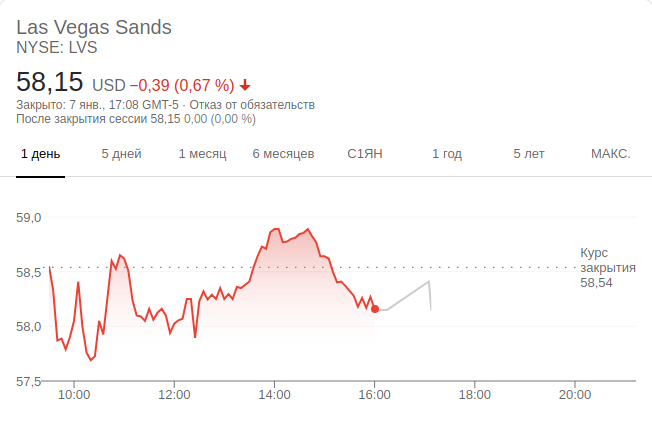 Las Vegas Sands
NYSE: LVS
58,15 USD −0,39 (0,67 %)
Закрыто: 7 янв., 17:08 GMT-5 · Отказ от обязательств
После закрытия сессии 58,15 0,00 (0,00 %)
1 день 5 дней 1 месяц 6 месяцев С1ЯН 1 год 5 лет МАКС.
59,0
Курс
закрытия
58,54
58,5
58,0
57,5
10:00 12:00 14:00 16:00 18:00 20:00